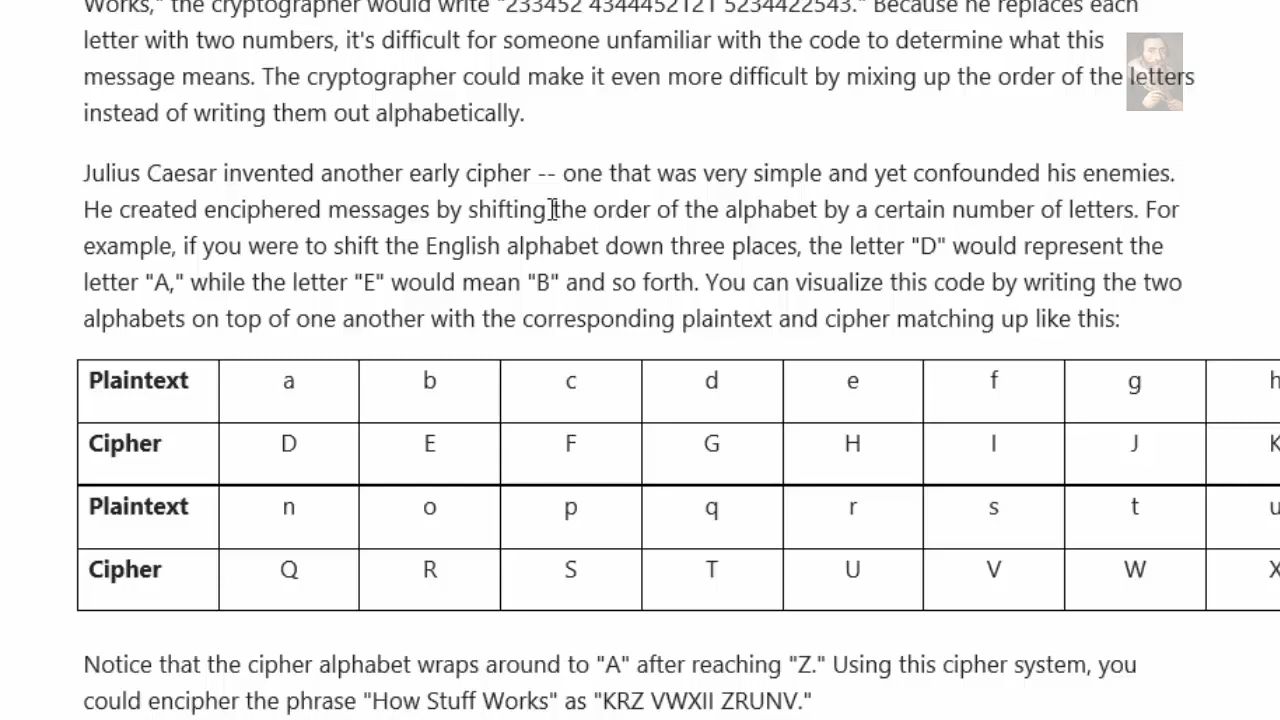 Works," the cryptographer would write "233452 4344452121 5234422543." Because he replaces each
letter with two numbers, it's difficult for someone unfamiliar with the code to determine what this
message means. The cryptographer could make it even more difficult by mixing up the order of the letters
instead of writing them out alphabetically.
Julius Caesar invented another early cipher -- one that was very simple and yet confounded his enemies.
He created enciphered messages by shifting the order of the alphabet by a certain number of letters. For
example, if you were to shift the English alphabet down three places, the letter "D" would represent the
letter "A," while the letter "E" would mean "B" and so forth. You can visualize this code by writing the two
alphabets on top of one another with the corresponding plaintext and cipher matching up like this:
Plaintext a b c d e f g h
Cipher D E F G H I J K
Plaintext n o p q r s t u
Cipher Q R S T U V W X
Notice that the cipher alphabet wraps around to "A" after reaching "Z." Using this cipher system, you
could encipher the phrase "How Stuff Works" as "KRZ VWXII ZRUNV."